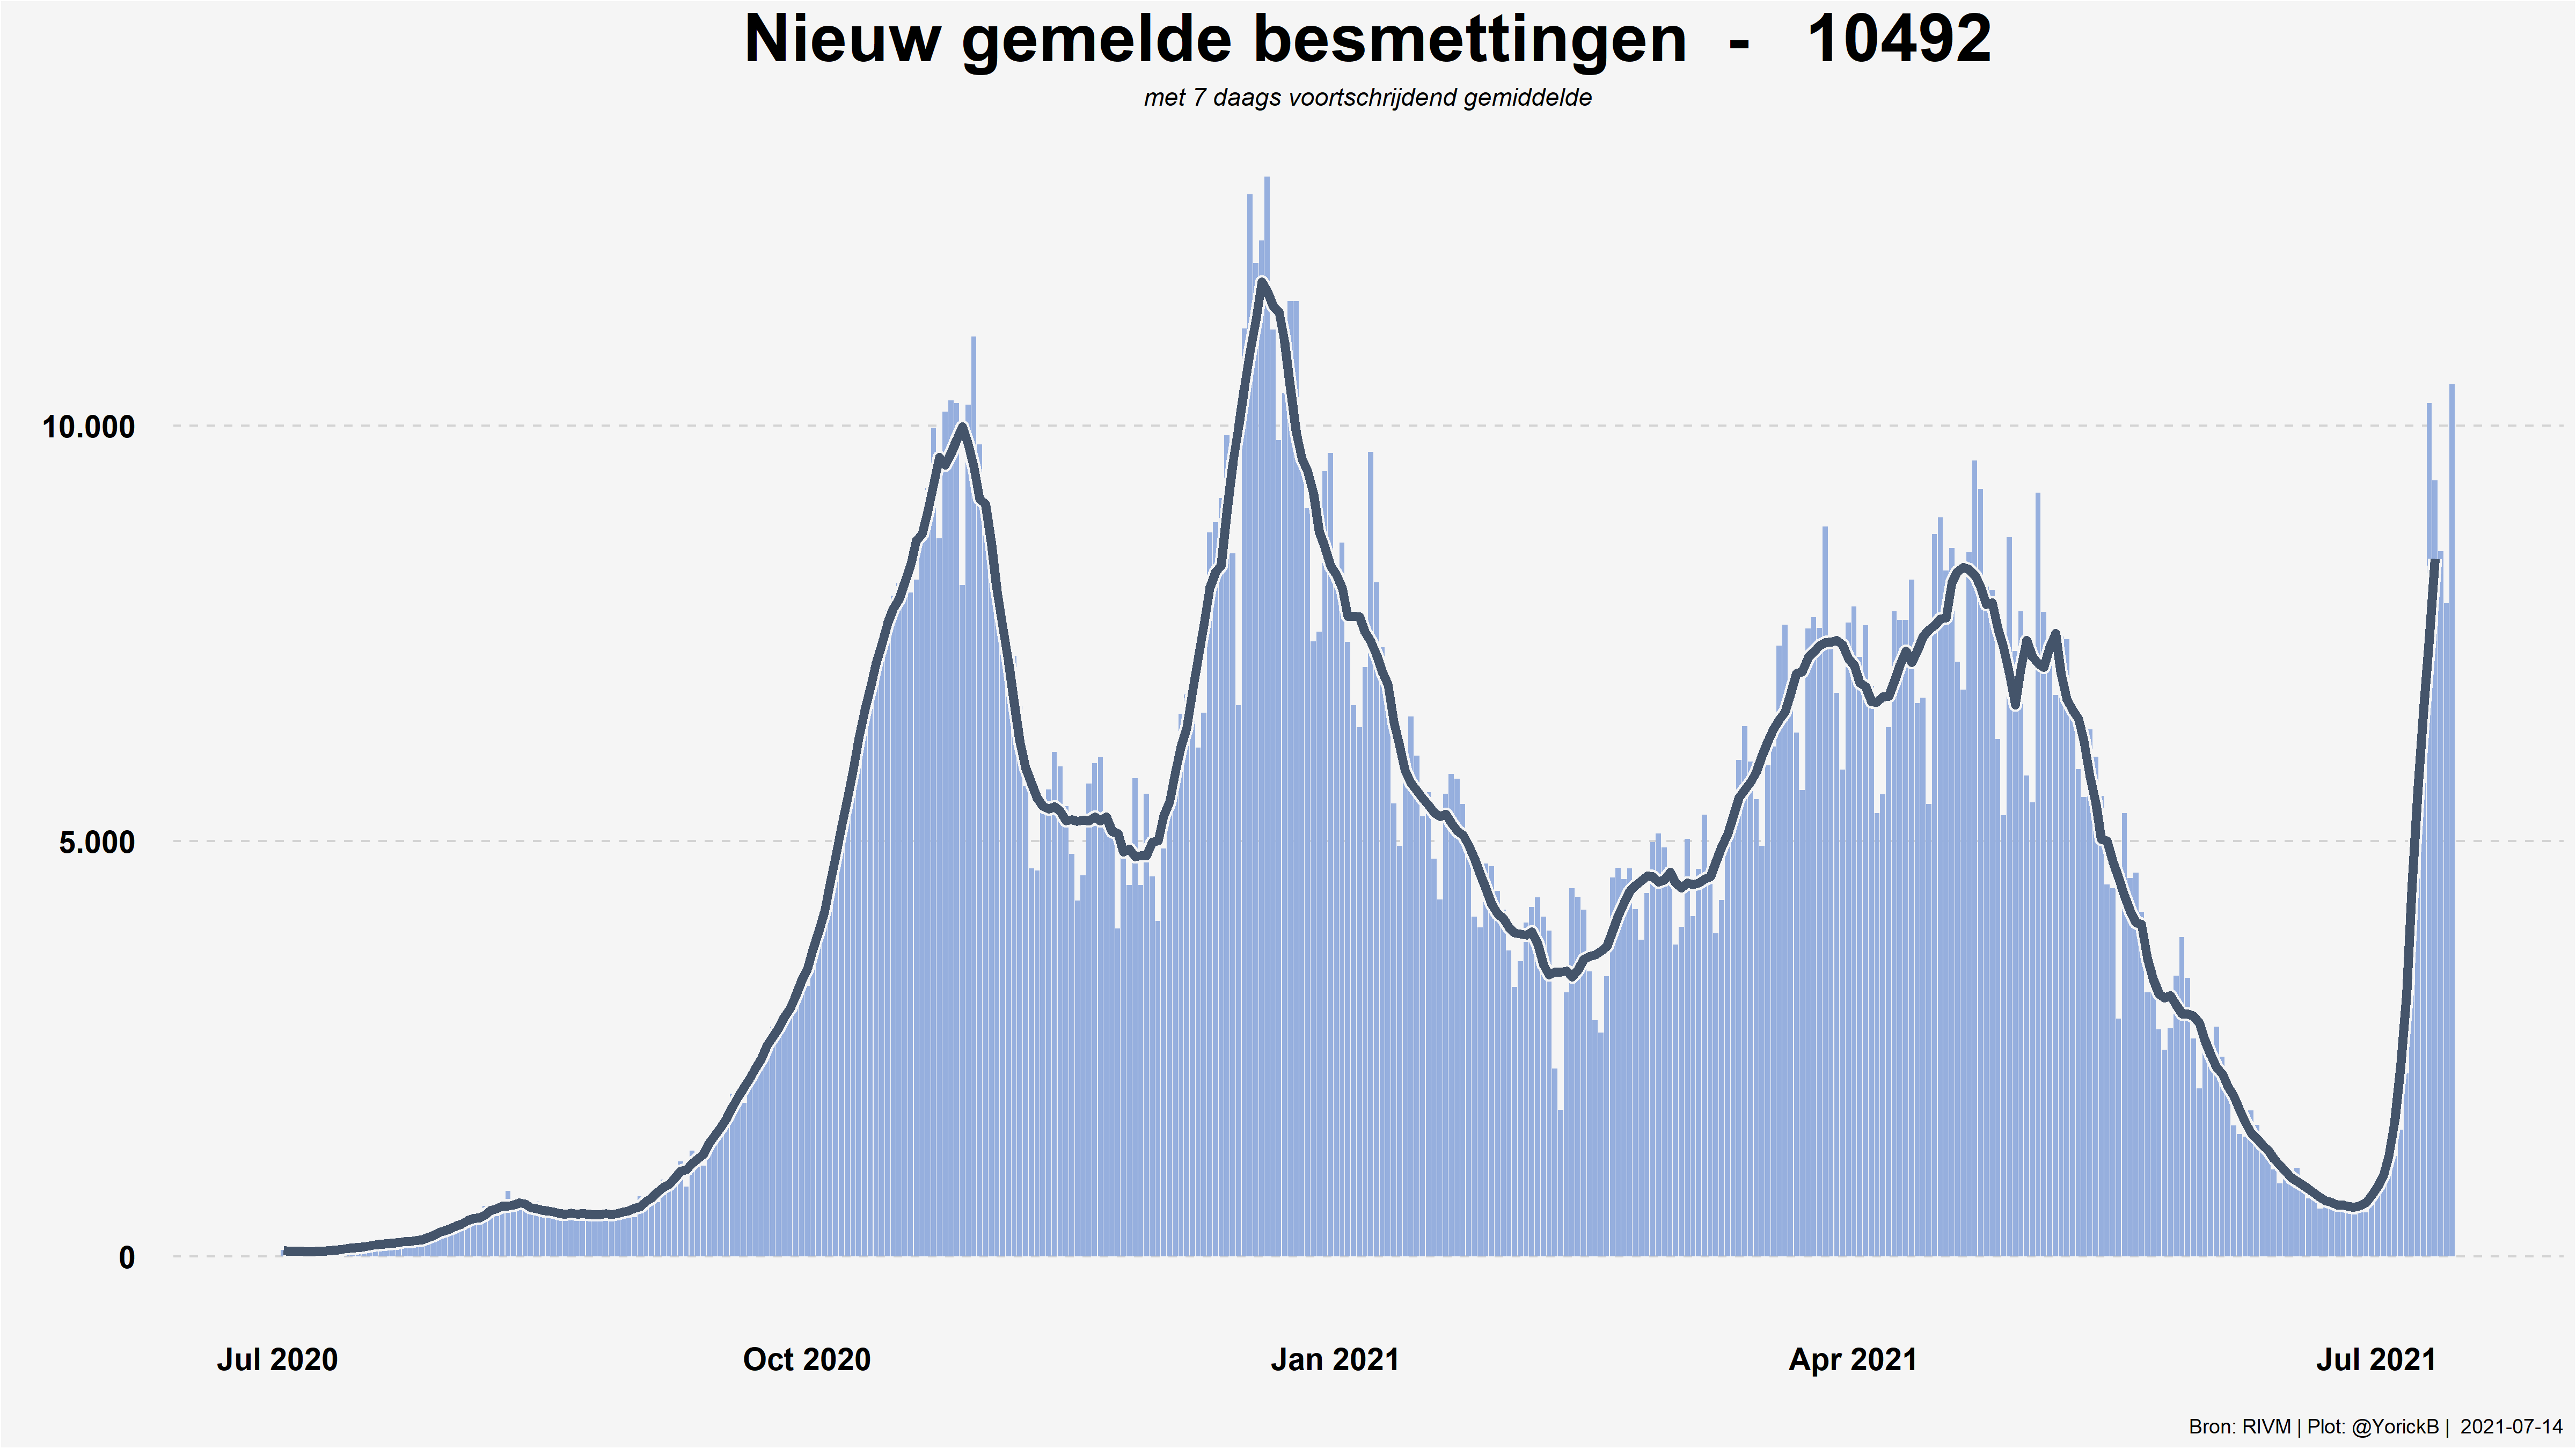 Nieuw gemelde besmettingen - 10492
met 7 daags voortschrijdend gemiddelde
10.000
5.000
0
Jul 2020 Oct 2020 Jan 2021 Apr 2021 Jul 2021
Bron: RIVM | Plot: @YorickB | 2021-07-14